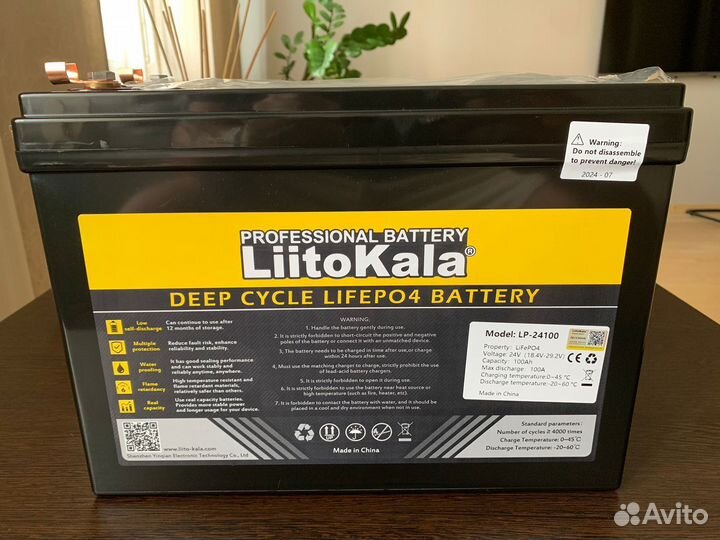 Warning:
Do not disassemble
to prevent danger!
2024 - 07
PROFESSIONAL BATTERY
LiitoKala®
DEEP CYCLE LIFEPO4 BATTERY
Low
self-discharge
Can continue to use after
12 months of storage.
Multiple
protection
Reduce fault risk, enhance
reliability and stability.
Water
proofing
It has good sealing performance
and can work stably and
reliably anytime, anywhere.
Flame
retardency
High temperature resistant and
flame retardant materials,
relatively safer than others.
Real
capacity
Use real capacity batteries.
Provides more stable power
and longer usage for your device.
WARNING:
1. Handle the battery gently during use.
2. It is strictly forbidden to short-circuit the positive and negative
poles of the battery or connect it with an unmatched device.
3, The battery needs to be charged in time after use,or charge
within 24 hours after use.
4, Must use the matching charger to charge, strictly prohibit the use
of lead-acid battery chargers.
5. It is strictly forbidden to open it during use.
6. It is forbidden to use the battery near heat source or
high temperature (such as fire, heater, etc).
7. It is forbidden to contact the battery with water, and it should be
placed in a cool and dry environment when not in use.
Model: LP-24100
Property : LiFePO4
Voltage: 24V (18.4V-29.2V)
Capacity : 100Ah
Max discharge : 100A
Charging temperature:0~45 ℃
Discharge temperature:-20~60 ℃
Made in China
CE
www.liito-kala.com
Shenzhen Yinqian Electronic Technology Co., Ltd
Made in China
Standard parameters:
Number of cycles ≥ 4000 times
Charge Temperature: 0~45℃
Discharge Temperature: -20~60℃
Avito